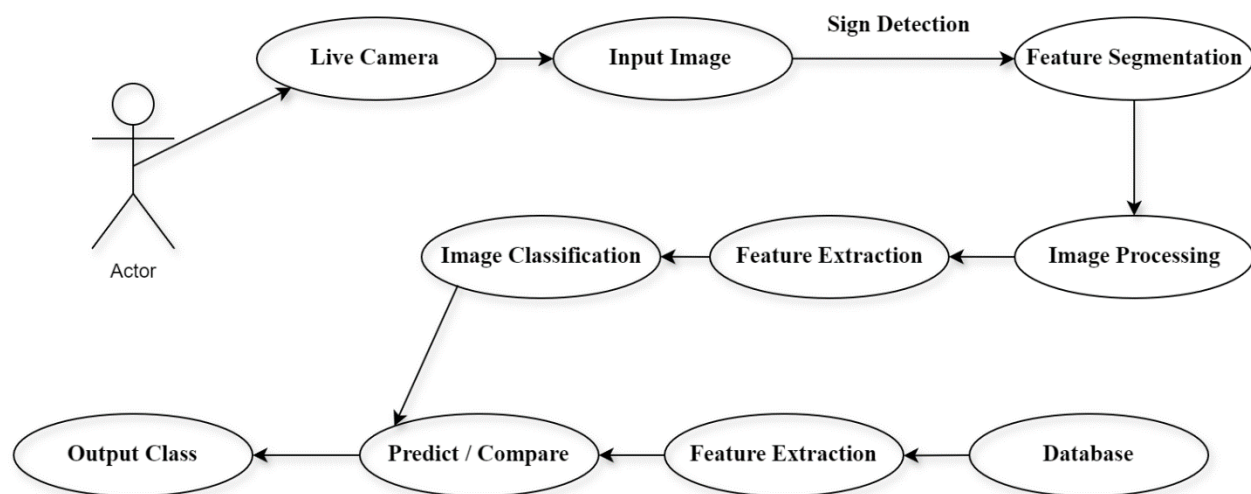 Sign Detection
Live Camera
Input Image
Feature Segmentation
Actor
Image Classification
Feature Extraction
Image Processing
Output Class
Predict / Compare
Feature Extraction
Database